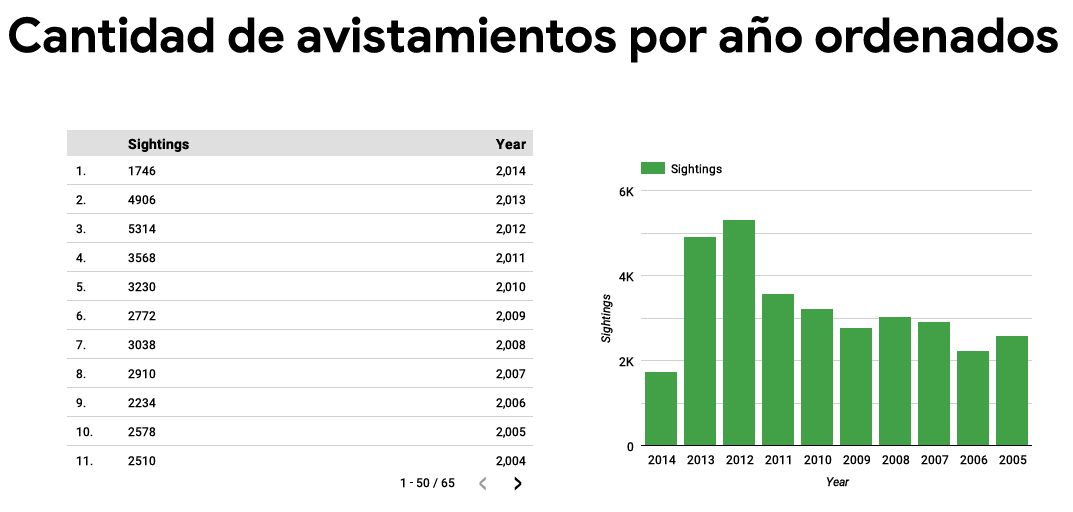 Cantidad de avistamientos por año ordenados
Sightings Year
1. 1746 2,014
2. 4906 2,013
3. 5314 2,012
4. 3568 2,011
5. 3230 2,010
6. 2772 2,009
7. 3038 2,008
8. 2910 2,007
9. 2234 2,006
10. 2578 2,005
11. 2510 2,004
1 - 50 / 65
Sightings
6K
4K
2K
0
Sightings
2014 2013 2012 2011 2010 2009 2008 2007 2006 2005
Year